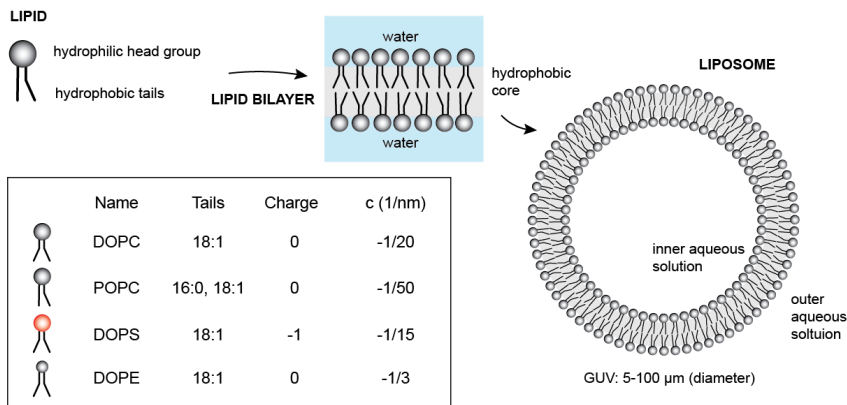 LIPID
hydrophilic head group
hydrophobic tails
LIPID BILAYER
water
water
hydrophobic
core
LIPOSOME
Name Tails Charge c (1/nm)
DOPC 18:1 0 -1/20
POPC 16:0, 18:1 0 -1/50
DOPS 18:1 -1 -1/15
DOPE 18:1 0 -1/3
inner aqueous
solution
outer
aqueous
soltuion
GUV: 5-100 µm (diameter)